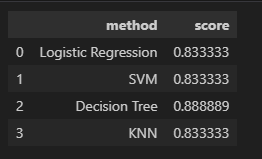 method score
0 Logistic Regression 0.833333
1 SVM 0.833333
2 Decision Tree 0.888889
3 KNN 0.833333